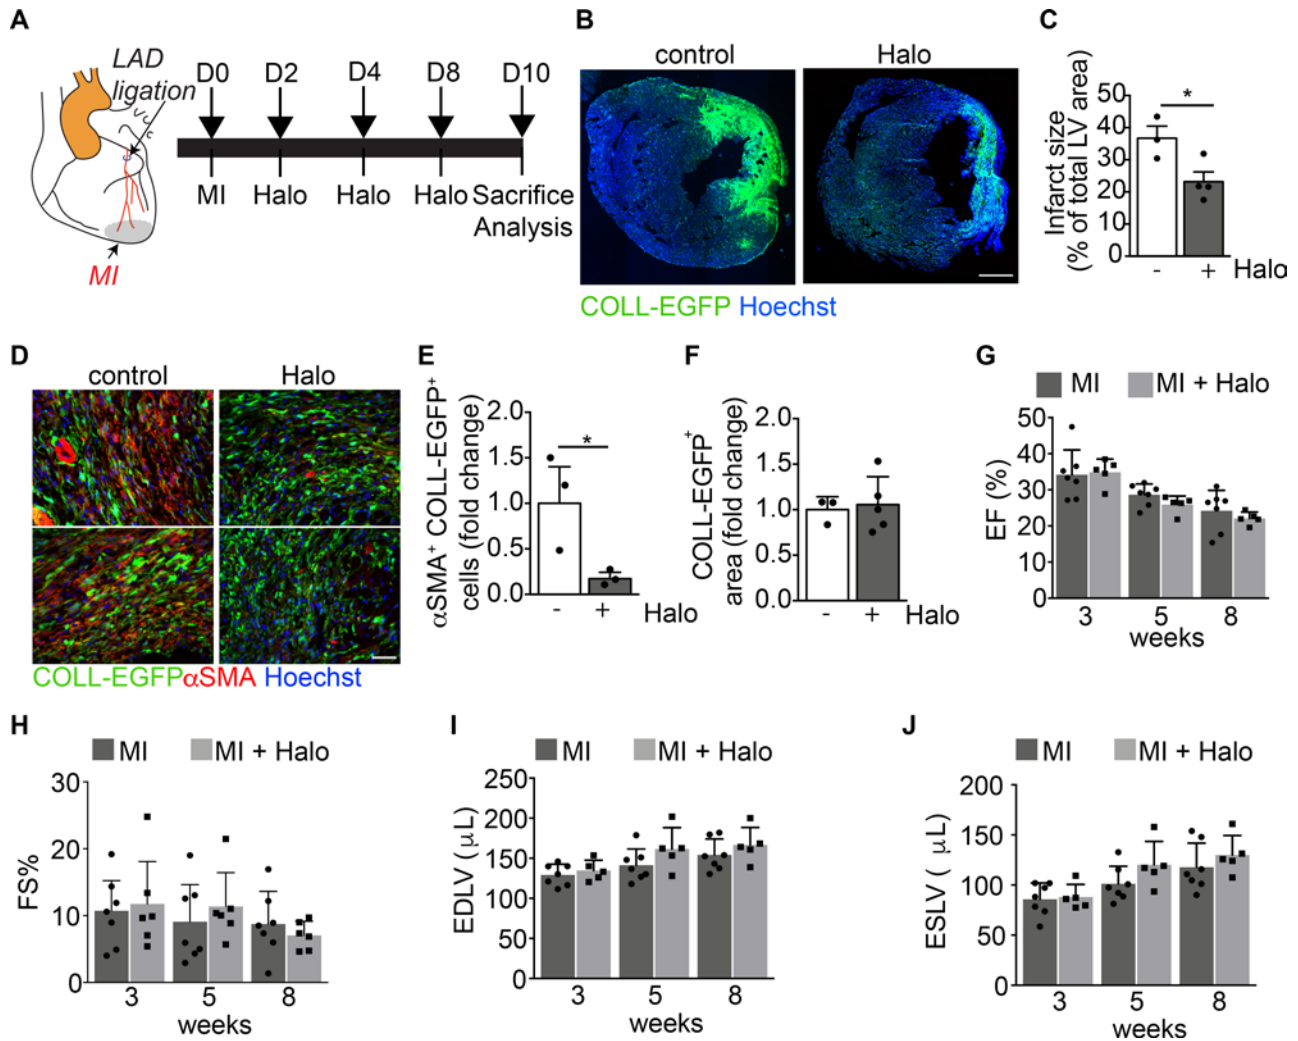 A
LAD
ligation
D0 D2 D4 D8 D10
MI Halo Halo Halo Sacrifice
Analysis
MI
B
control Halo
COLL-EGFP Hoechst
C
Infarct size
(% of total LV area)
50
40
30
20
10
0
*
- + Halo
D
control Halo
COLL-EGFPαSMA Hoechst
E
αSMA+ COLL-EGFP+
cells (fold change)
2.0
1.5
1.0
0.5
0.0
*
- + Halo
F
COLL-EGFP+
area (fold change)
2.0
1.5
1.0
0.5
0.0
- + Halo
G
MI MI + Halo
EF (%)
50
40
30
20
10
0
3 5 8
weeks
H
MI MI + Halo
FS%
30
20
10
0
3 5 8
weeks
I
MI MI + Halo
EDLV (μL)
250
200
150
100
50
0
3 5 8
weeks
J
MI MI + Halo
ESLV ( μL)
200
150
100
50
0
3 5 8
weeks